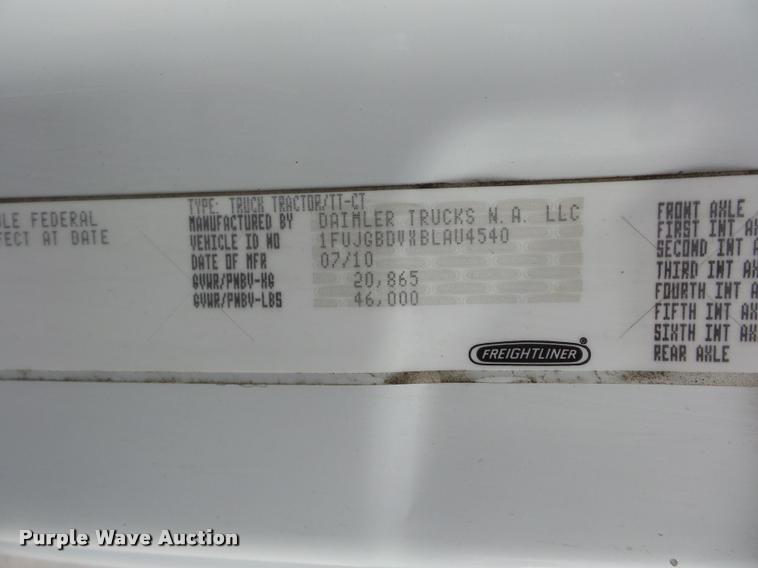 TYPE: TRUCK TRACTOR/TT-CT
ULE FEDERAL
FECT AT DATE
MANUFACTURED BY DAIMLER TRUCKS N.A. LLC
VEHICLE ID NO 1FUJGBDVXBLAU4540
DATE OF MFR 07/10
GVWR/PNBV-KG 20,865
GVWR/PNBV-LBS 46,000
FREIGHTLINER®
FRONT AXLE
FIRST INT AX
SECOND INT A
THIRD INT AX
FOURTH INT A
FIFTH INT AX
SIXTH INT AX
REAR AXLE
Purple Wave Auction